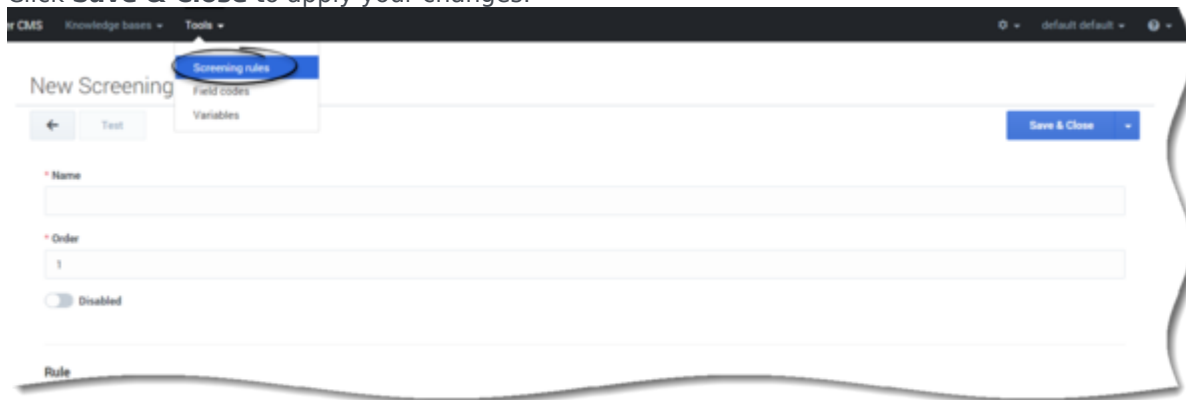 Click Save & Close to apply your changes.
er CMS Knowledge bases Tools default default
Screening rules
New Screening
Field codes
Variables
Test
Save & Close
* Name
* Order
1
Disabled
Rule